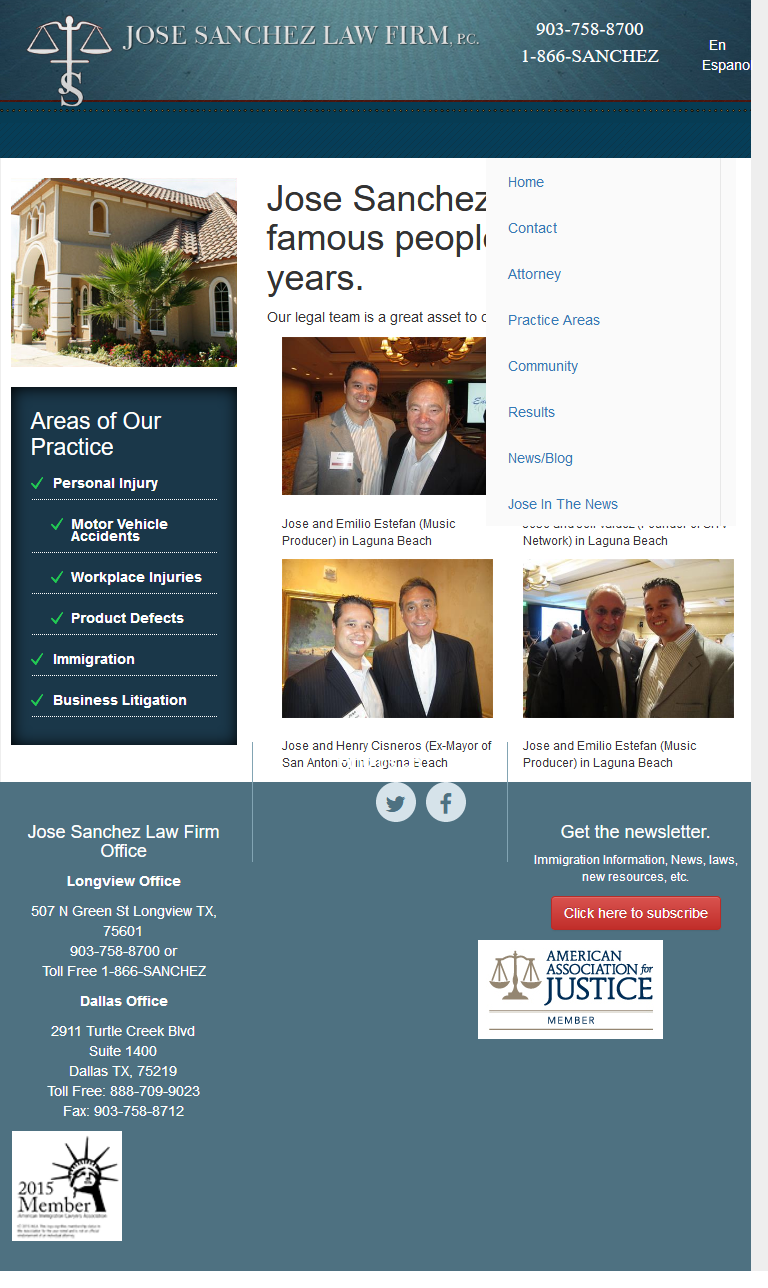 JOSE SANCHEZ LAW FIRM, P.C.
903-758-8700
1-866-SANCHEZ
En
Espano
Home
Contact
Attorney
Practice Areas
Community
Results
News/Blog
Jose In The News
Jose Sanchez
famous people
years.
Our legal team is a great asset to
Areas of Our
Practice
Personal Injury
Motor Vehicle
Accidents
Workplace Injuries
Product Defects
Immigration
Business Litigation
Jose and Emilio Estefan (Music
Producer) in Laguna Beach
Network) in Laguna Beach
Jose and Henry Cisneros (Ex-Mayor of
San Antonio) in Laguna Beach
Jose and Emilio Estefan (Music
Producer) in Laguna Beach
Jose Sanchez Law Firm
Office
Longview Office
507 N Green St Longview TX,
75601
903-758-8700 or
Toll Free 1-866-SANCHEZ
Dallas Office
2911 Turtle Creek Blvd
Suite 1400
Dallas TX, 75219
Toll Free: 888-709-9023
Fax: 903-758-8712
2015
Member
American Immigration Lawyers Association
Get the newsletter.
Immigration Information, News, laws,
new resources, etc.
Click here to subscribe
AMERICAN
ASSOCIATION for
JUSTICE
MEMBER